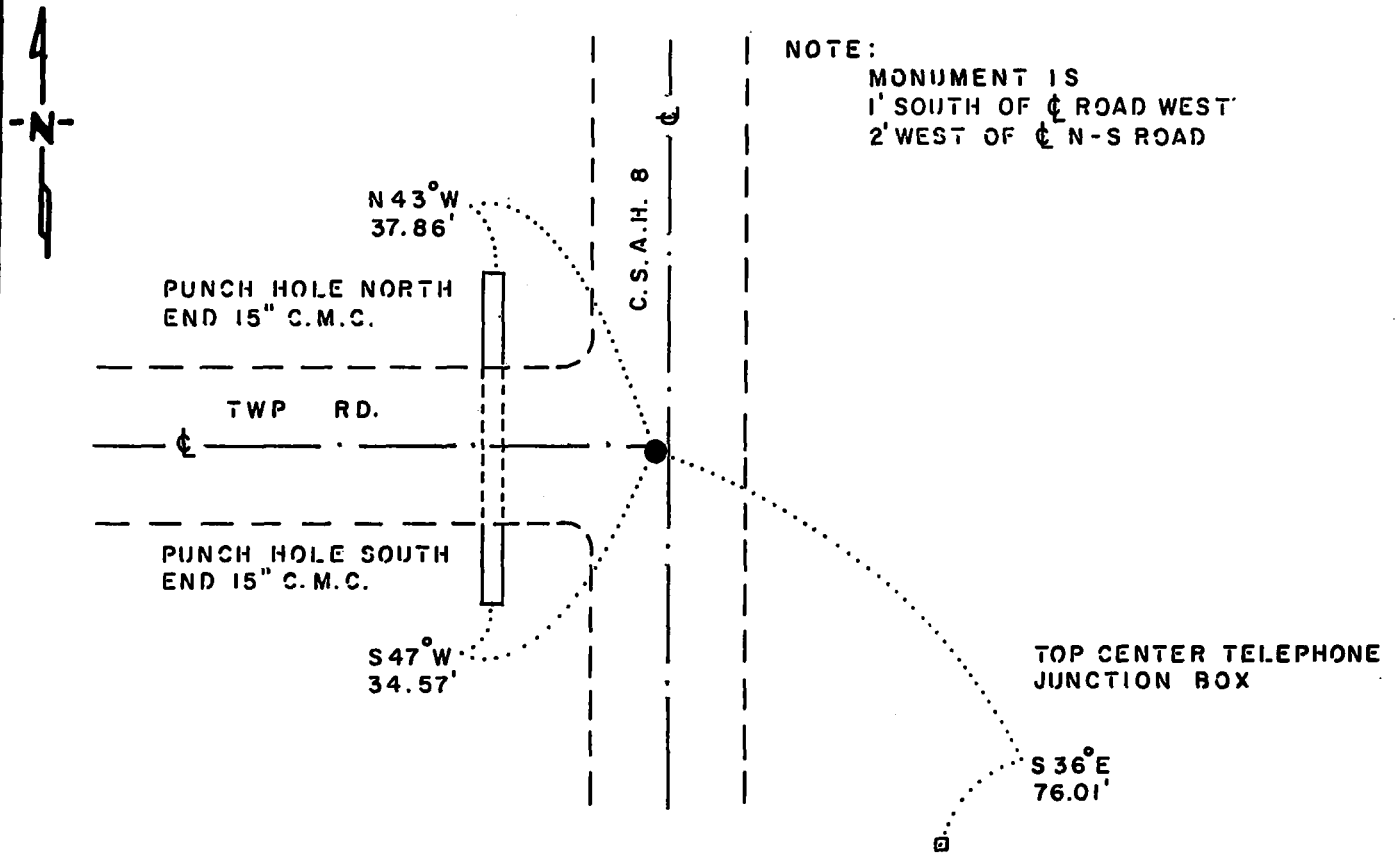 -N-
NOTE:
MONUMENT IS
1' SOUTH OF ℄ ROAD WEST
2' WEST OF ℄ N-S ROAD
℄
C.S.A.H. 8
N 43° W
37.86'
PUNCH HOLE NORTH
END 15" C.M.C.
TWP RD.
℄
PUNCH HOLE SOUTH
END 15" C.M.C.
S 47° W
34.57'
TOP CENTER TELEPHONE
JUNCTION BOX
S 36° E
76.01'